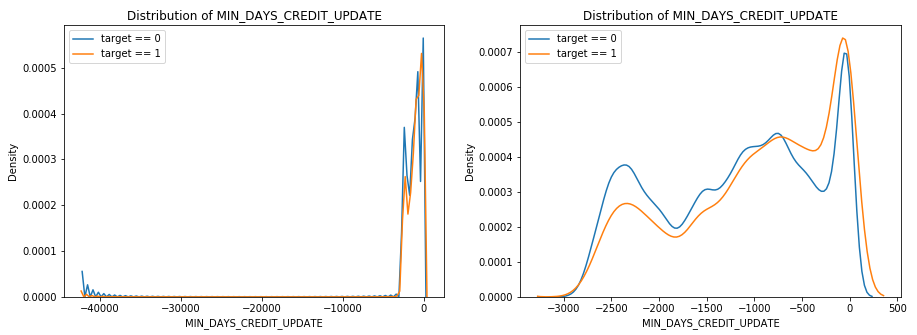 Distribution of MIN_DAYS_CREDIT_UPDATE
target == 0
target == 1
Density
0.0005
0.0004
0.0003
0.0002
0.0001
0.0000
−40000 −30000 −20000 −10000 0
MIN_DAYS_CREDIT_UPDATE
Distribution of MIN_DAYS_CREDIT_UPDATE
target == 0
target == 1
Density
0.0007
0.0006
0.0005
0.0004
0.0003
0.0002
0.0001
0.0000
−3000 −2500 −2000 −1500 −1000 −500 0 500
MIN_DAYS_CREDIT_UPDATE